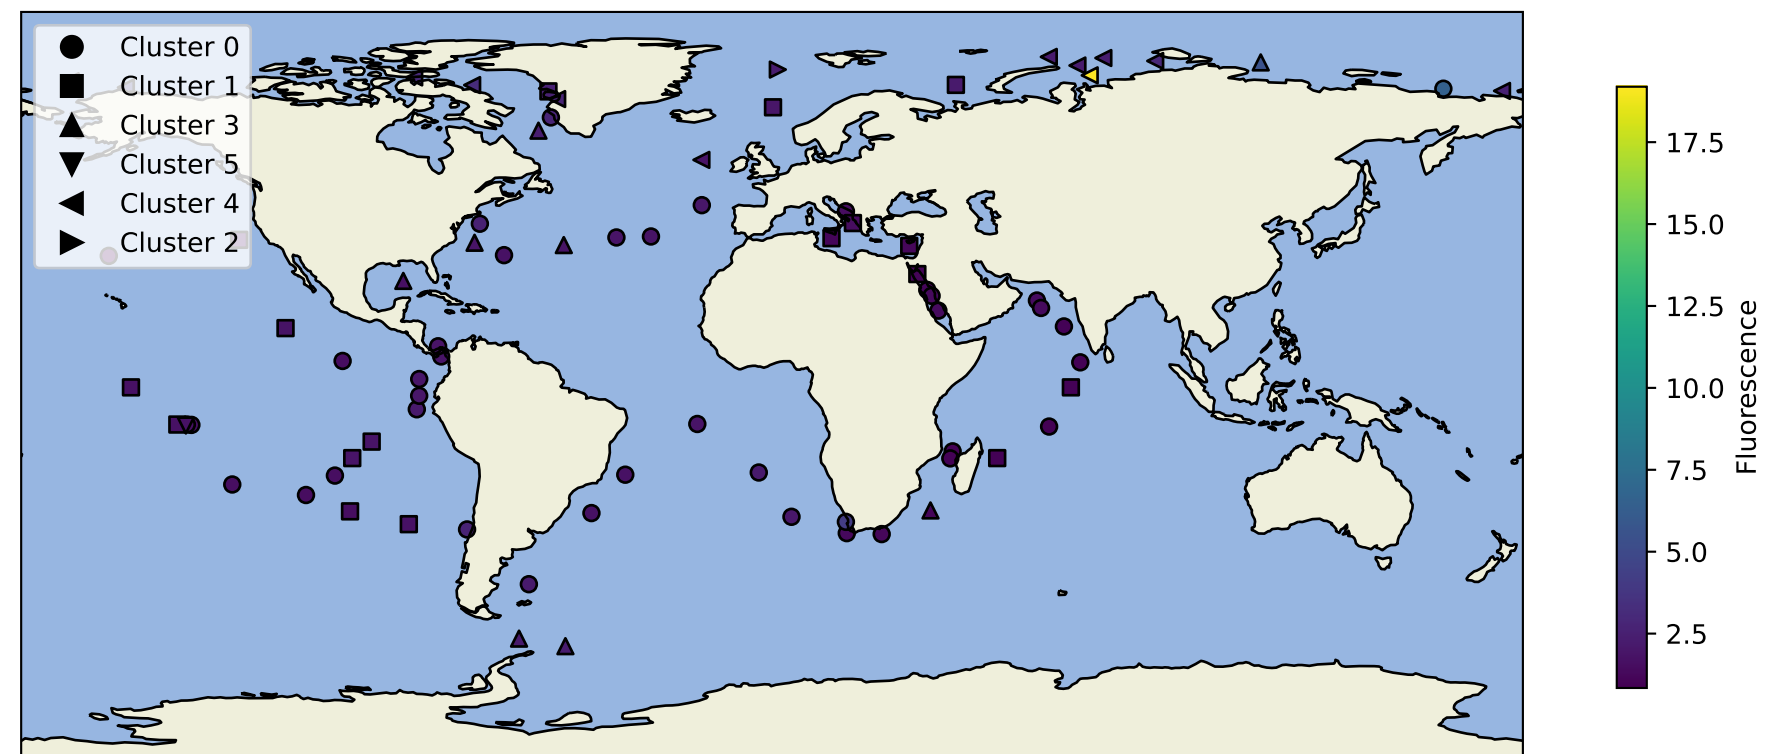 Cluster 0
Cluster 1
Cluster 3
Cluster 5
Cluster 4
Cluster 2
17.5
15.0
12.5
10.0
7.5
5.0
2.5
Fluorescence